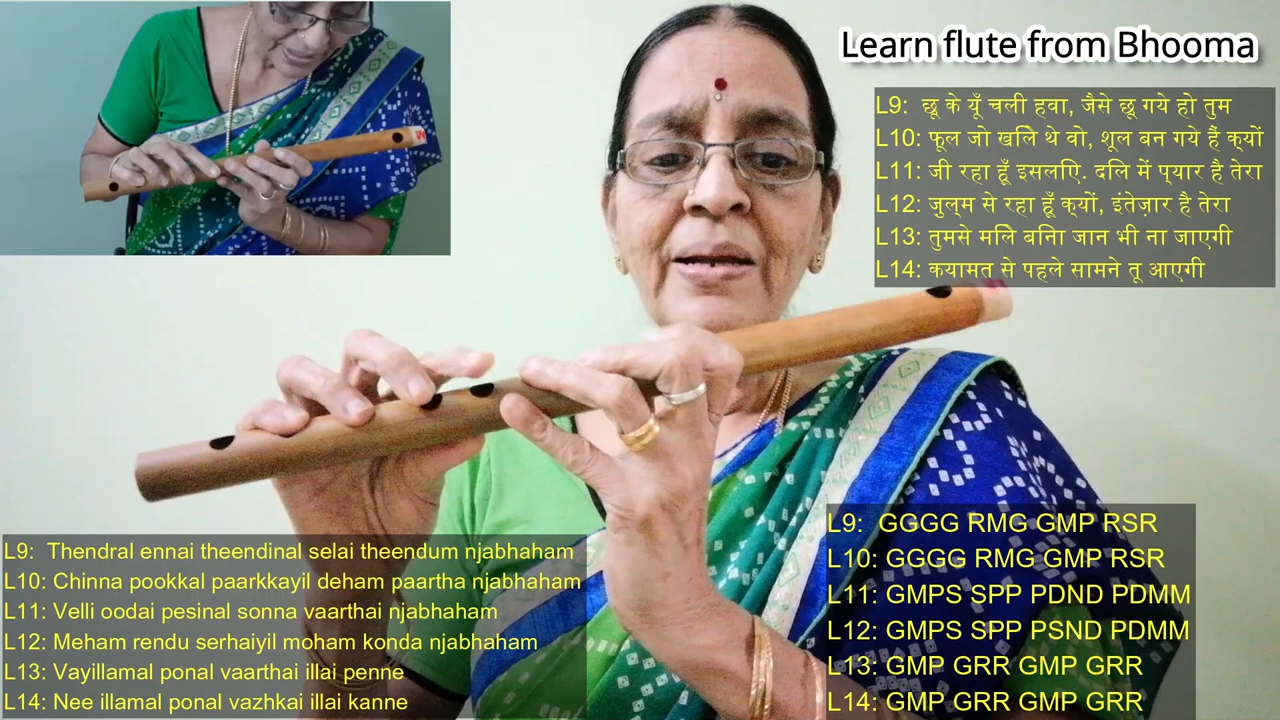 Learn flute from Bhooma
L9: छू के यूँ चली हवा, जैसे छू गये हो तुम
L10: फूल जो खलिे थे वो, शूल बन गये हैं क्यों
L11: जी रहा हूँ इसलएि. दलि में प्यार है तेरा
L12: जुल्म से रहा हूँ क्यों, इंतेज़ार है तेरा
L13: तुमसे मलिे बनिा जान भी ना जाएगी
L14: कयामत से पहले सामने तू आएगी
L9: Thendral ennai theendinal selai theendum njabhaham
L10: Chinna pookkal paarkkayil deham paartha njabhaham
L11: Velli oodai pesinal sonna vaarthai njabhaham
L12: Meham rendu serhaiyil moham konda njabhaham
L13: Vayillamal ponal vaarthai illai penne
L14: Nee illamal ponal vazhkai illai kanne
L9: GGGG RMG GMP RSR
L10: GGGG RMG GMP RSR
L11: GMPS SPP PDND PDMM
L12: GMPS SPP PSND PDMM
L13: GMP GRR GMP GRR
L14: GMP GRR GMP GRR